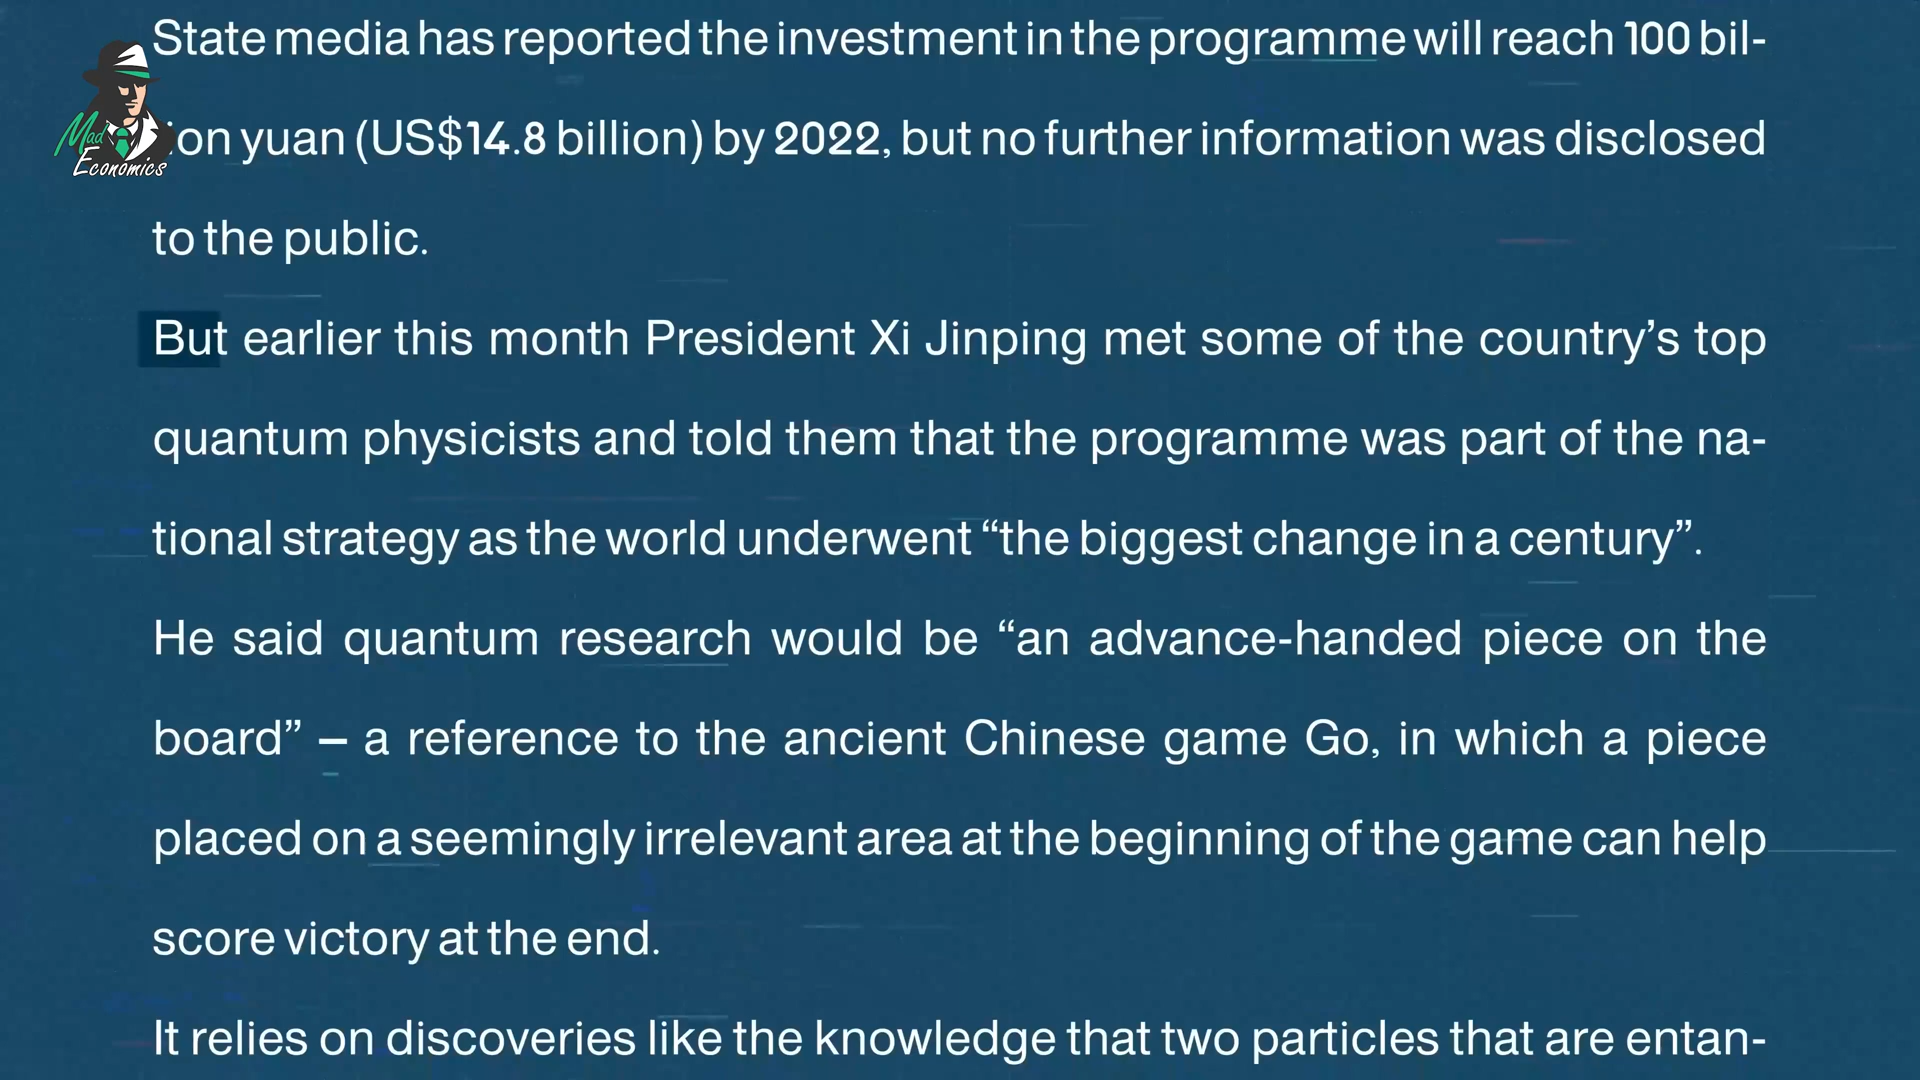 State media has reported the investment in the programme will reach 100 bil-
ion yuan (US$14.8 billion) by 2022, but no further information was disclosed
to the public.
But earlier this month President Xi Jinping met some of the country’s top
quantum physicists and told them that the programme was part of the na-
tional strategy as the world underwent “the biggest change in a century”.
He said quantum research would be “an advance-handed piece on the
board” – a reference to the ancient Chinese game Go, in which a piece
placed on a seemingly irrelevant area at the beginning of the game can help
score victory at the end.
It relies on discoveries like the knowledge that two particles that are entan-
Mad
Economics